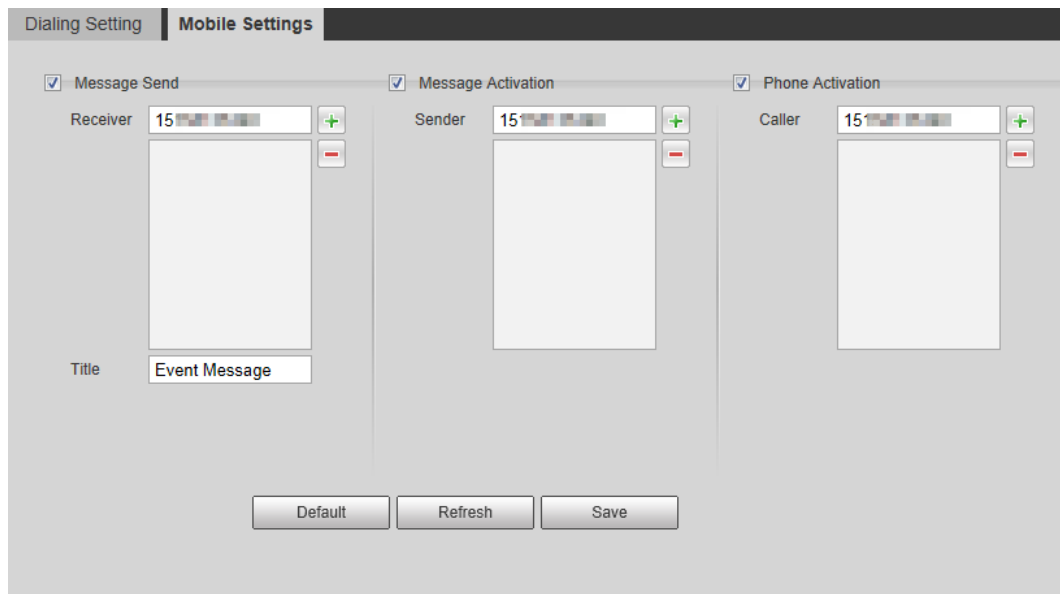 Dialing Setting
Mobile Settings
Message Send
Message Activation
Phone Activation
Receiver
Sender
Caller
Title
Event Message
Default
Refresh
Save